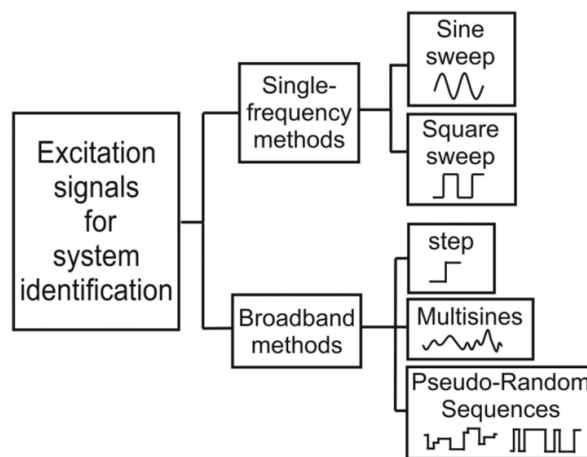 Excitation
signals
for
system
identification
Single-
frequency
methods
Sine
sweep
Square
sweep
Broadband
methods
step
Multisines
Pseudo-Random
Sequences